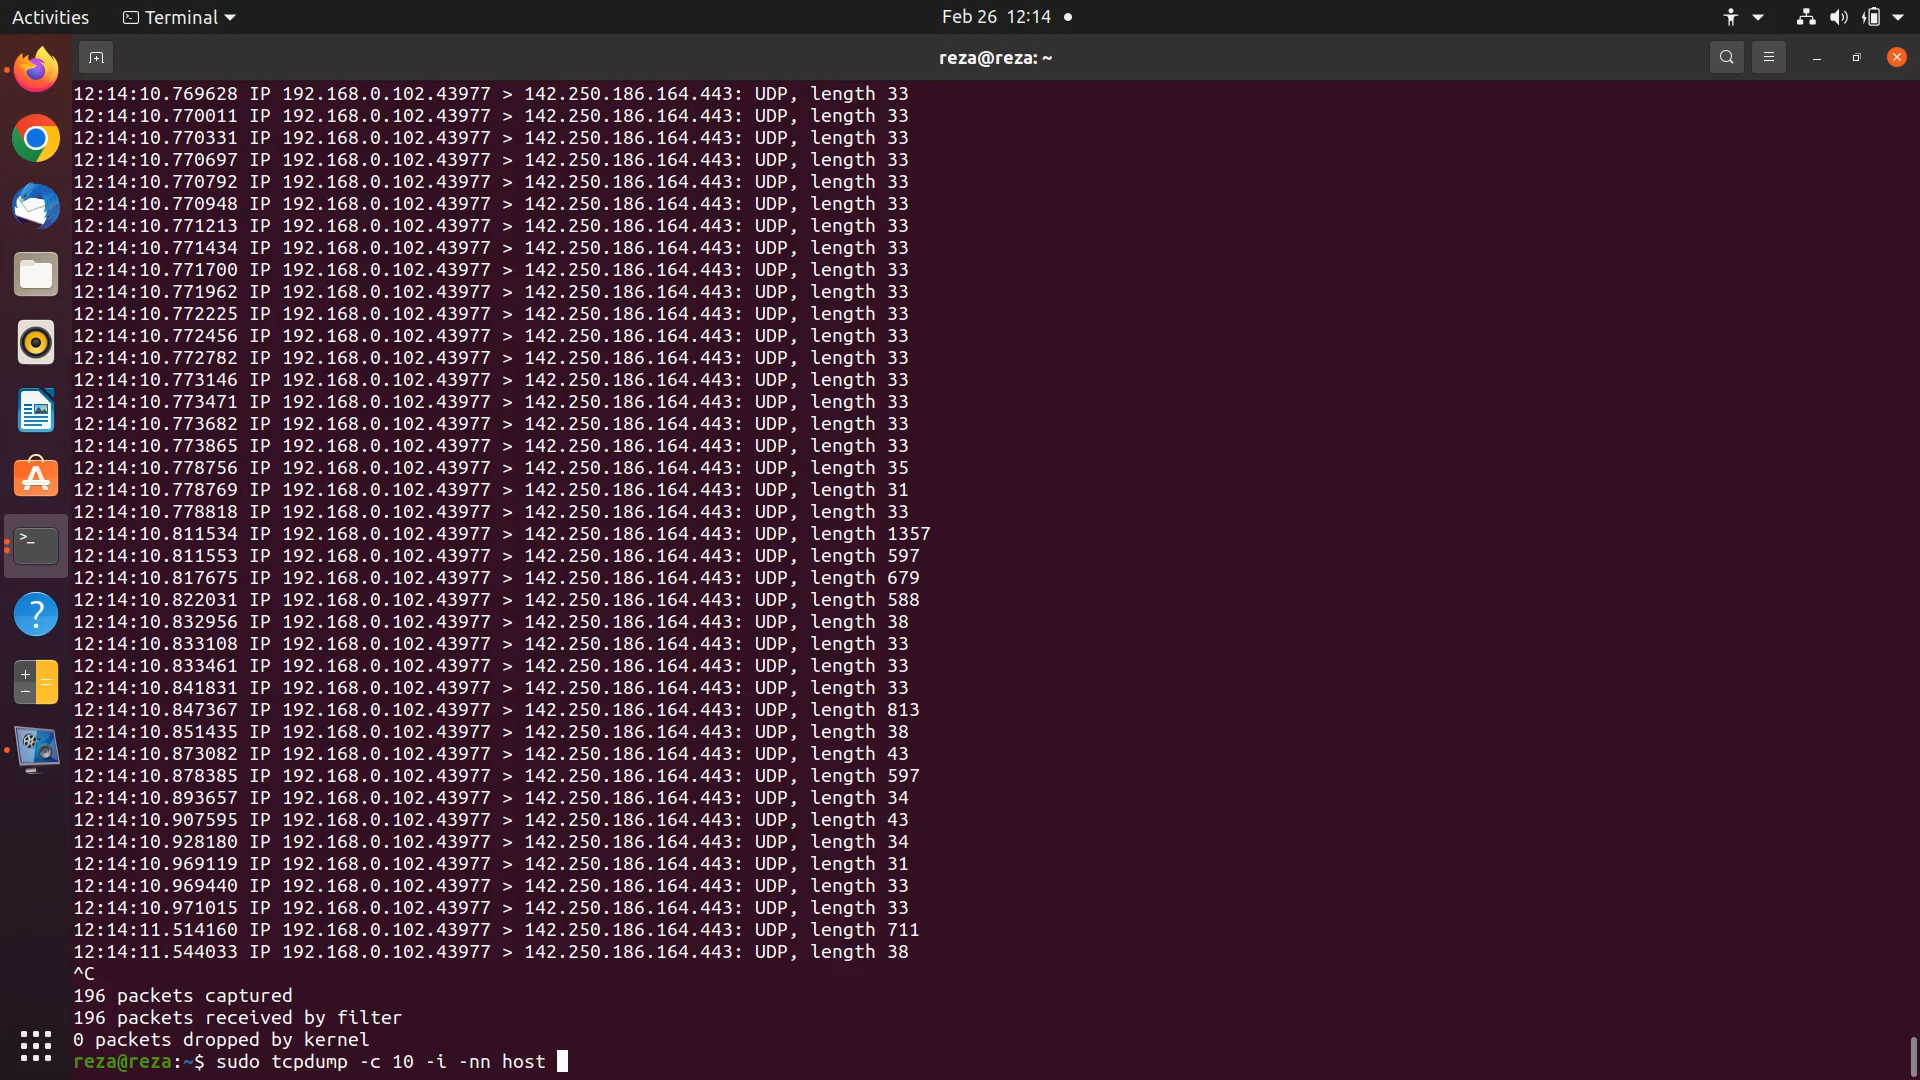 Activities
Terminal
Feb 26 12:14
reza@reza: ~
12:14:10.769628 IP 192.168.0.102.43977 > 142.250.186.164.443: UDP, length 33
12:14:10.770011 IP 192.168.0.102.43977 > 142.250.186.164.443: UDP, length 33
12:14:10.770331 IP 192.168.0.102.43977 > 142.250.186.164.443: UDP, length 33
12:14:10.770697 IP 192.168.0.102.43977 > 142.250.186.164.443: UDP, length 33
12:14:10.770792 IP 192.168.0.102.43977 > 142.250.186.164.443: UDP, length 33
12:14:10.770948 IP 192.168.0.102.43977 > 142.250.186.164.443: UDP, length 33
12:14:10.771213 IP 192.168.0.102.43977 > 142.250.186.164.443: UDP, length 33
12:14:10.771434 IP 192.168.0.102.43977 > 142.250.186.164.443: UDP, length 33
12:14:10.771700 IP 192.168.0.102.43977 > 142.250.186.164.443: UDP, length 33
12:14:10.771962 IP 192.168.0.102.43977 > 142.250.186.164.443: UDP, length 33
12:14:10.772225 IP 192.168.0.102.43977 > 142.250.186.164.443: UDP, length 33
12:14:10.772456 IP 192.168.0.102.43977 > 142.250.186.164.443: UDP, length 33
12:14:10.772782 IP 192.168.0.102.43977 > 142.250.186.164.443: UDP, length 33
12:14:10.773146 IP 192.168.0.102.43977 > 142.250.186.164.443: UDP, length 33
12:14:10.773471 IP 192.168.0.102.43977 > 142.250.186.164.443: UDP, length 33
12:14:10.773682 IP 192.168.0.102.43977 > 142.250.186.164.443: UDP, length 33
12:14:10.773865 IP 192.168.0.102.43977 > 142.250.186.164.443: UDP, length 33
12:14:10.778756 IP 192.168.0.102.43977 > 142.250.186.164.443: UDP, length 35
12:14:10.778769 IP 192.168.0.102.43977 > 142.250.186.164.443: UDP, length 31
12:14:10.778818 IP 192.168.0.102.43977 > 142.250.186.164.443: UDP, length 33
12:14:10.811534 IP 192.168.0.102.43977 > 142.250.186.164.443: UDP, length 1357
12:14:10.811553 IP 192.168.0.102.43977 > 142.250.186.164.443: UDP, length 597
12:14:10.817675 IP 192.168.0.102.43977 > 142.250.186.164.443: UDP, length 679
12:14:10.822031 IP 192.168.0.102.43977 > 142.250.186.164.443: UDP, length 588
12:14:10.832956 IP 192.168.0.102.43977 > 142.250.186.164.443: UDP, length 38
12:14:10.833108 IP 192.168.0.102.43977 > 142.250.186.164.443: UDP, length 33
12:14:10.833461 IP 192.168.0.102.43977 > 142.250.186.164.443: UDP, length 33
12:14:10.841831 IP 192.168.0.102.43977 > 142.250.186.164.443: UDP, length 33
12:14:10.847367 IP 192.168.0.102.43977 > 142.250.186.164.443: UDP, length 813
12:14:10.851435 IP 192.168.0.102.43977 > 142.250.186.164.443: UDP, length 38
12:14:10.873082 IP 192.168.0.102.43977 > 142.250.186.164.443: UDP, length 43
12:14:10.878385 IP 192.168.0.102.43977 > 142.250.186.164.443: UDP, length 597
12:14:10.893657 IP 192.168.0.102.43977 > 142.250.186.164.443: UDP, length 34
12:14:10.907595 IP 192.168.0.102.43977 > 142.250.186.164.443: UDP, length 43
12:14:10.928180 IP 192.168.0.102.43977 > 142.250.186.164.443: UDP, length 34
12:14:10.969119 IP 192.168.0.102.43977 > 142.250.186.164.443: UDP, length 31
12:14:10.969440 IP 192.168.0.102.43977 > 142.250.186.164.443: UDP, length 33
12:14:10.971015 IP 192.168.0.102.43977 > 142.250.186.164.443: UDP, length 33
12:14:11.514160 IP 192.168.0.102.43977 > 142.250.186.164.443: UDP, length 711
12:14:11.544033 IP 192.168.0.102.43977 > 142.250.186.164.443: UDP, length 38
^C
196 packets captured
196 packets received by filter
0 packets dropped by kernel
reza@reza:~$ sudo tcpdump -c 10 -i -nn host